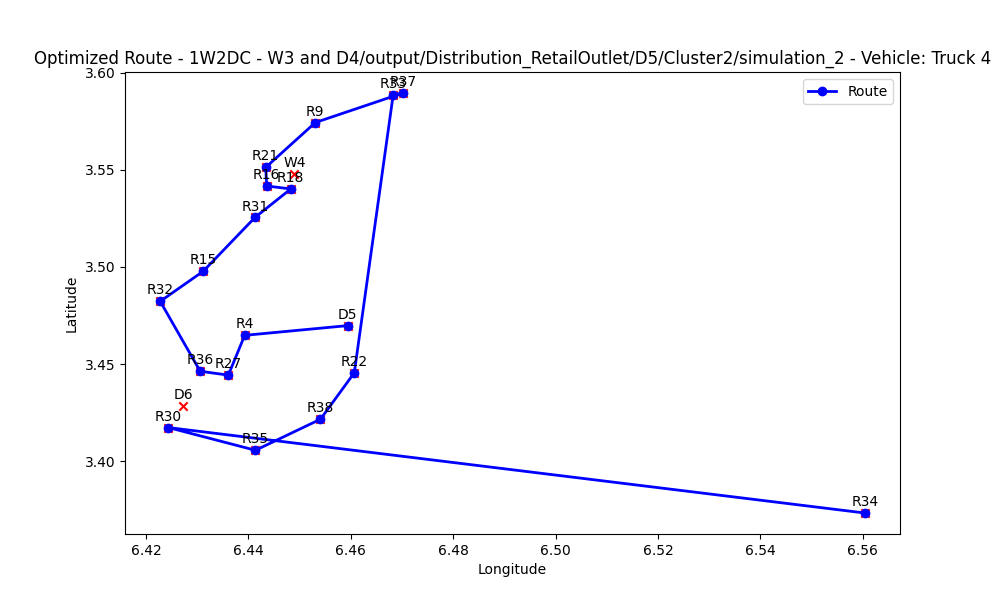 Optimized Route - 1W2DC - W3 and D4/output/Distribution_RetailOutlet/D5/Cluster2/simulation_2 - Vehicle: Truck 4
3.60
Route
R33
R37
R9
R21
W4
3.55
R16
R18
R31
R15
3.50
R32
D5
R4
Latitude
R36
R27
R22
3.45
D6
R30
R38
R35
3.40
R34
6.42
6.44
6.46
6.48
6.50
6.52
6.54
6.56
Longitude